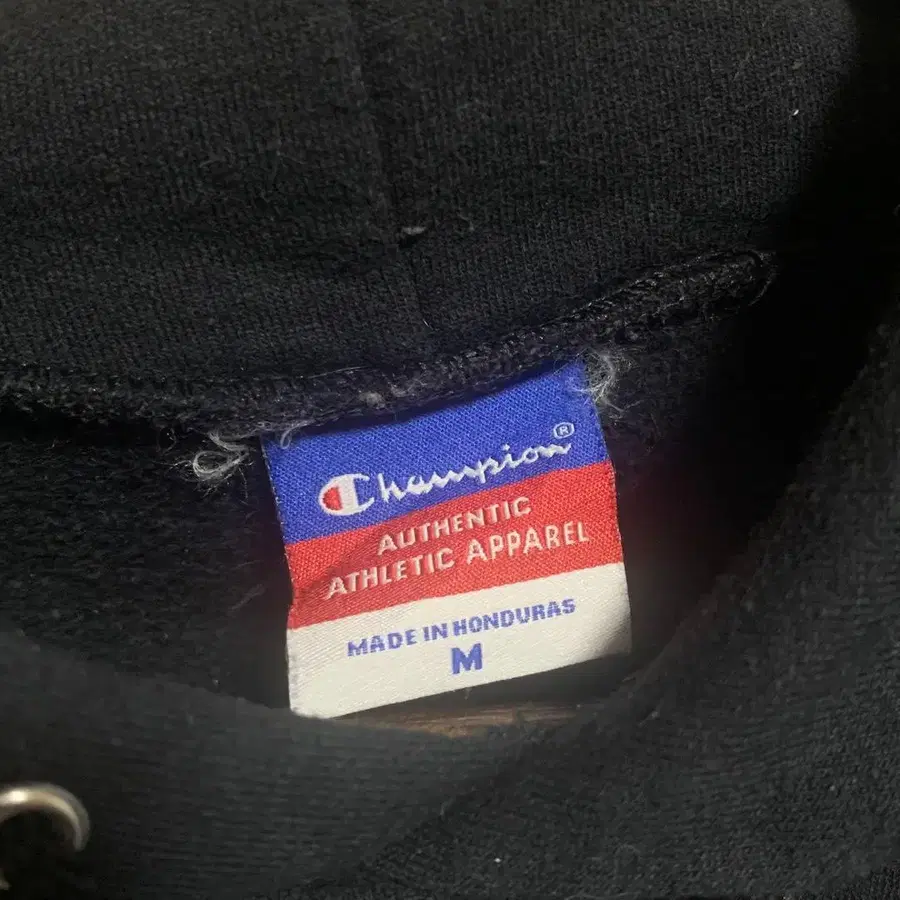 Champion®
AUTHENTIC
ATHLETIC APPAREL
MADE IN HONDURAS
M